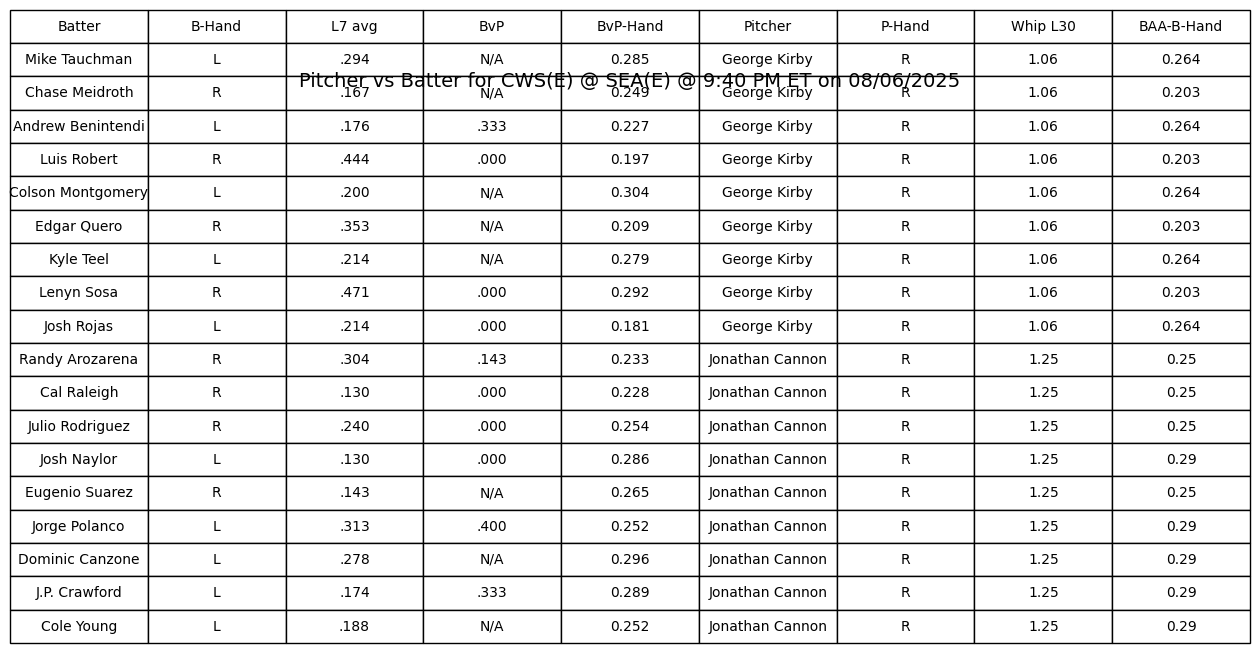 Batter B-Hand L7 avg BvP BvP-Hand Pitcher P-Hand Whip L30 BAA-B-Hand
Mike Tauchman L .294 N/A 0.285 George Kirby R 1.06 0.264
Pitcher vs Batter for CWS(E) @ SEA(E) @ 9:40 PM ET on 08/06/2025
Chase Meidroth R .167 N/A 0.249 George Kirby R 1.06 0.203
Andrew Benintendi L .176 .333 0.227 George Kirby R 1.06 0.264
Luis Robert R .444 .000 0.197 George Kirby R 1.06 0.203
Colson Montgomery L .200 N/A 0.304 George Kirby R 1.06 0.264
Edgar Quero R .353 N/A 0.209 George Kirby R 1.06 0.203
Kyle Teel L .214 N/A 0.279 George Kirby R 1.06 0.264
Lenyn Sosa R .471 .000 0.292 George Kirby R 1.06 0.203
Josh Rojas L .214 .000 0.181 George Kirby R 1.06 0.264
Randy Arozarena R .304 .143 0.233 Jonathan Cannon R 1.25 0.25
Cal Raleigh R .130 .000 0.228 Jonathan Cannon R 1.25 0.25
Julio Rodriguez R .240 .000 0.254 Jonathan Cannon R 1.25 0.25
Josh Naylor L .130 .000 0.286 Jonathan Cannon R 1.25 0.29
Eugenio Suarez R .143 N/A 0.265 Jonathan Cannon R 1.25 0.25
Jorge Polanco L .313 .400 0.252 Jonathan Cannon R 1.25 0.29
Dominic Canzone L .278 N/A 0.296 Jonathan Cannon R 1.25 0.29
J.P. Crawford L .174 .333 0.289 Jonathan Cannon R 1.25 0.29
Cole Young L .188 N/A 0.252 Jonathan Cannon R 1.25 0.29